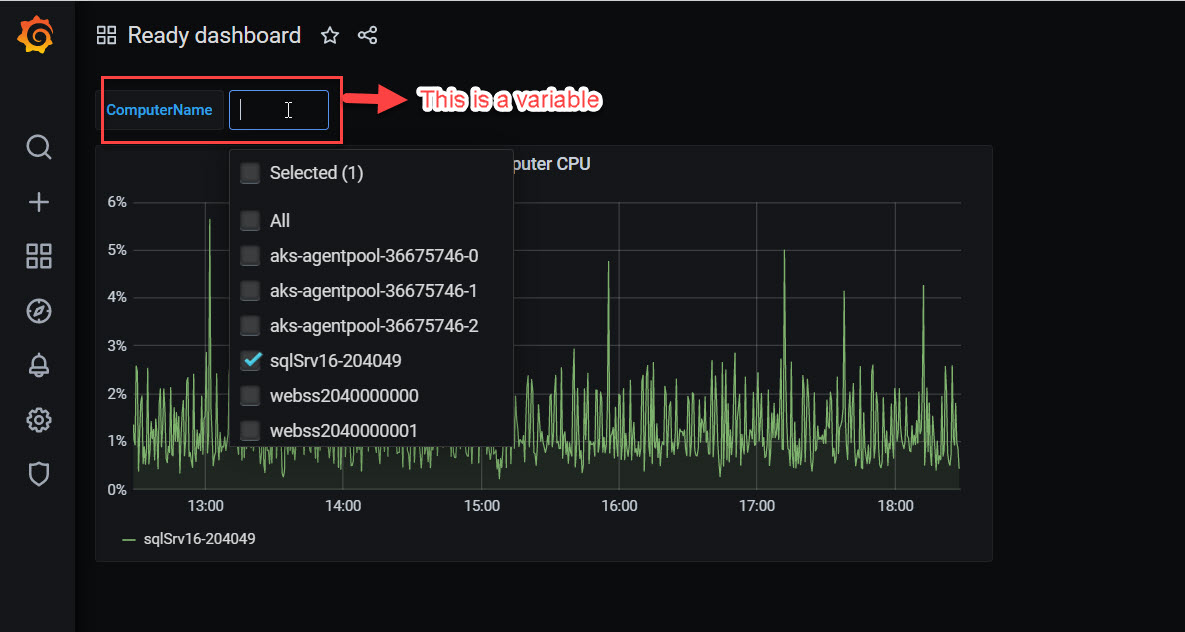 Ready dashboard
ComputerName
This is a variable
puter CPU
Selected (1)
All
aks-agentpool-36675746-0
aks-agentpool-36675746-1
aks-agentpool-36675746-2
sqlSrv16-204049
webss2040000000
webss2040000001
6%
5%
4%
3%
2%
1%
0%
13:00 14:00 15:00 16:00 17:00 18:00
sqlSrv16-204049